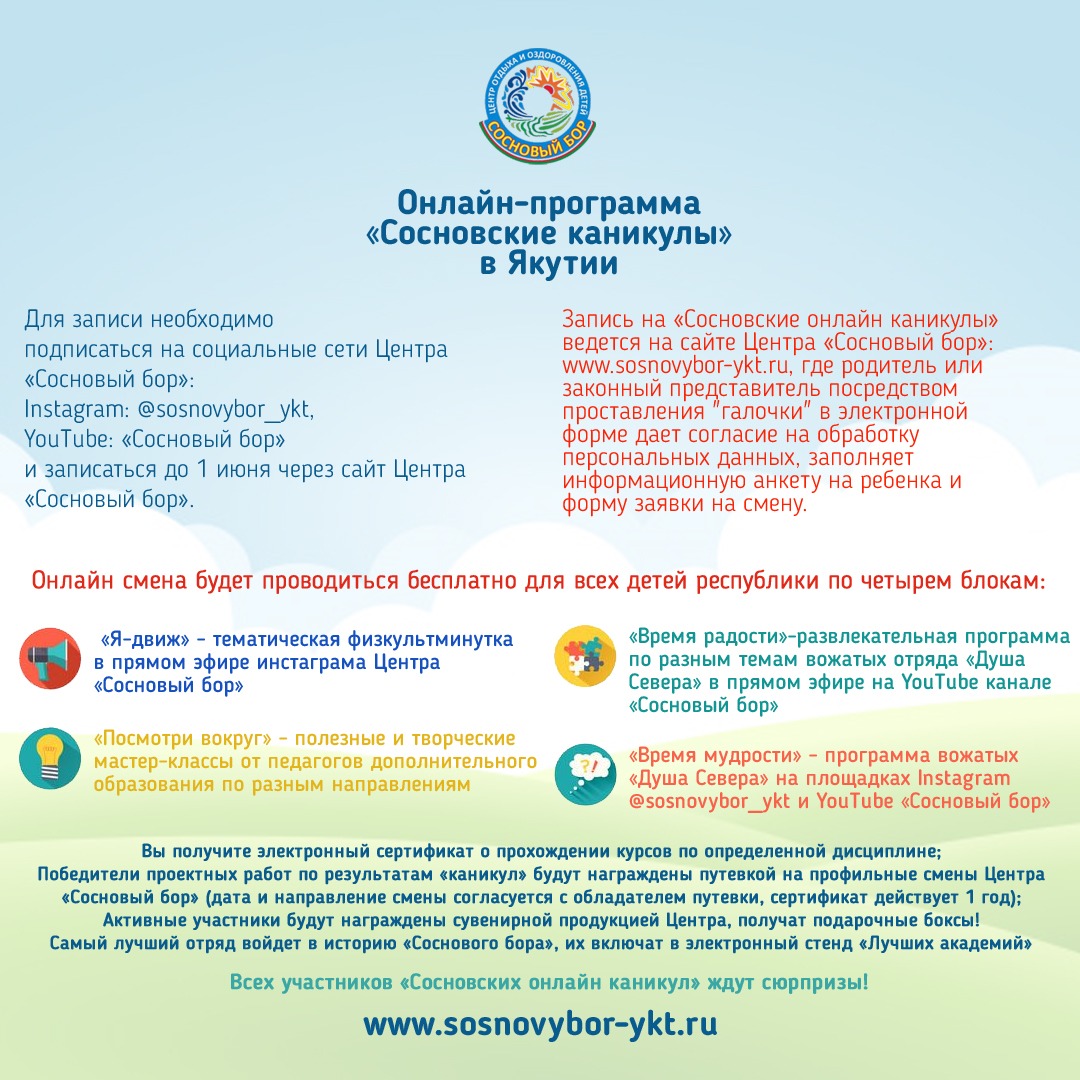 ЦЕНТР ОТДЫХА И ОЗДОРОВЛЕНИЯ ДЕТЕЙ
СОСНОВЫЙ БОР
Онлайн-программа
«Сосновские каникулы»
в Якутии
Для записи необходимо
подписаться на социальные сети Центра
«Сосновый бор»:
Instagram: @sosnovybor_ykt,
YouTube: «Сосновый бор»
и записаться до 1 июня через сайт Центра
«Сосновый бор».
Запись на «Сосновские онлайн каникулы»
ведется на сайте Центра «Сосновый бор»:
www.sosnovybor-ykt.ru, где родитель или
законный представитель посредством
проставления "галочки" в электронной
форме дает согласие на обработку
персональных данных, заполняет
информационную анкету на ребенка и
форму заявки на смену.
Онлайн смена будет проводиться бесплатно для всех детей республики по четырем блокам:
«Я-движ» - тематическая физкультминутка
в прямом эфире инстаграма Центра
«Сосновый бор»
«Время радости»-развлекательная программа
по разным темам вожатых отряда «Душа
Севера» в прямом эфире на YouTube канале
«Сосновый бор»
«Посмотри вокруг» - полезные и творческие
мастер-классы от педагогов дополнительного
образования по разным направлениям
?!
«Время мудрости» - программа вожатых
«Душа Севера» на площадках Instagram
@sosnovybor_ykt и YouTube «Сосновый бор»
Вы получите электронный сертификат о прохождении курсов по определенной дисциплине;
Победители проектных работ по результатам «каникул» будут награждены путевкой на профильные смены Центра
«Сосновый бор» (дата и направление смены согласуется с обладателем путевки, сертификат действует 1 год);
Активные участники будут награждены сувенирной продукцией Центра, получат подарочные боксы!
Самый лучший отряд войдет в историю «Соснового бора», их включат в электронный стенд «Лучших академий»
Всех участников «Сосновских онлайн каникул» ждут сюрпризы!
www.sosnovybor-ykt.ru